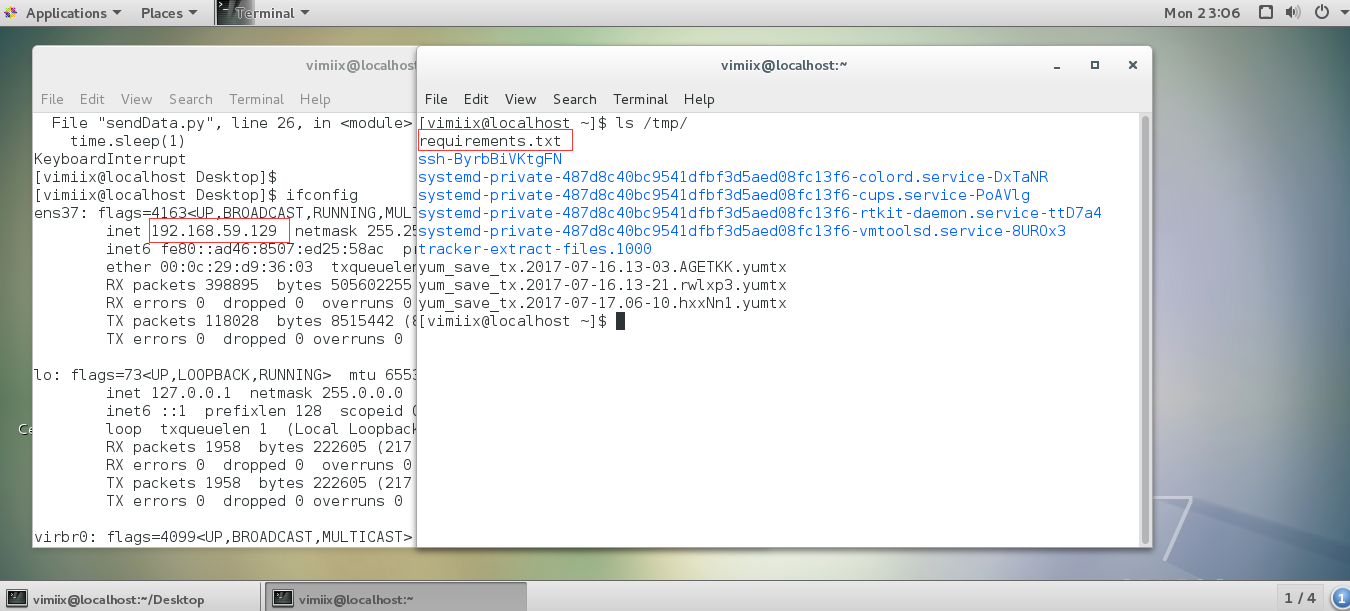 Applications Places Terminal Mon 23:06
vimiix@localhost
File Edit View Search Terminal Help
File "sendData.py", line 26, in <module>
time.sleep(1)
KeyboardInterrupt
[vimiix@localhost Desktop]$
[vimiix@localhost Desktop]$ ifconfig
ens37: flags=4163<UP,BROADCAST,RUNNING,MULT
inet 192.168.59.129 netmask 255.25
inet6 fe80::ad46:8507:ed25:58ac p
ether 00:0c:29:d9:36:03 txqueuelen
RX packets 398895 bytes 505602255
RX errors 0 dropped 0 overruns 0
TX packets 118028 bytes 8515442 (8
TX errors 0 dropped 0 overruns 0
lo: flags=73<UP,LOOPBACK,RUNNING> mtu 6553
inet 127.0.0.1 netmask 255.0.0.0
inet6 ::1 prefixlen 128 scopeid 0
loop txqueuelen 1 (Local Loopback
RX packets 1958 bytes 222605 (217
RX errors 0 dropped 0 overruns 0
TX packets 1958 bytes 222605 (217
TX errors 0 dropped 0 overruns 0
virbr0: flags=4099<UP,BROADCAST,MULTICAST>
vimiix@localhost:~
File Edit View Search Terminal Help
[vimiix@localhost ~]$ ls /tmp/
requirements.txt
ssh-ByrbBiVKtgFN
systemd-private-487d8c40bc9541dfbf3d5aed08fc13f6-colord.service-DxTaNR
systemd-private-487d8c40bc9541dfbf3d5aed08fc13f6-cups.service-PoAVlg
systemd-private-487d8c40bc9541dfbf3d5aed08fc13f6-rtkit-daemon.service-ttD7a4
systemd-private-487d8c40bc9541dfbf3d5aed08fc13f6-vmtoolsd.service-8UROx3
tracker-extract-files.1000
yum_save_tx.2017-07-16.13-03.AGETKK.yumtx
yum_save_tx.2017-07-16.13-21.rwlxp3.yumtx
yum_save_tx.2017-07-17.06-10.hxxNn1.yumtx
[vimiix@localhost ~]$
Ce
7
vimiix@localhost:~/Desktop vimiix@localhost:~ 1 / 4 1